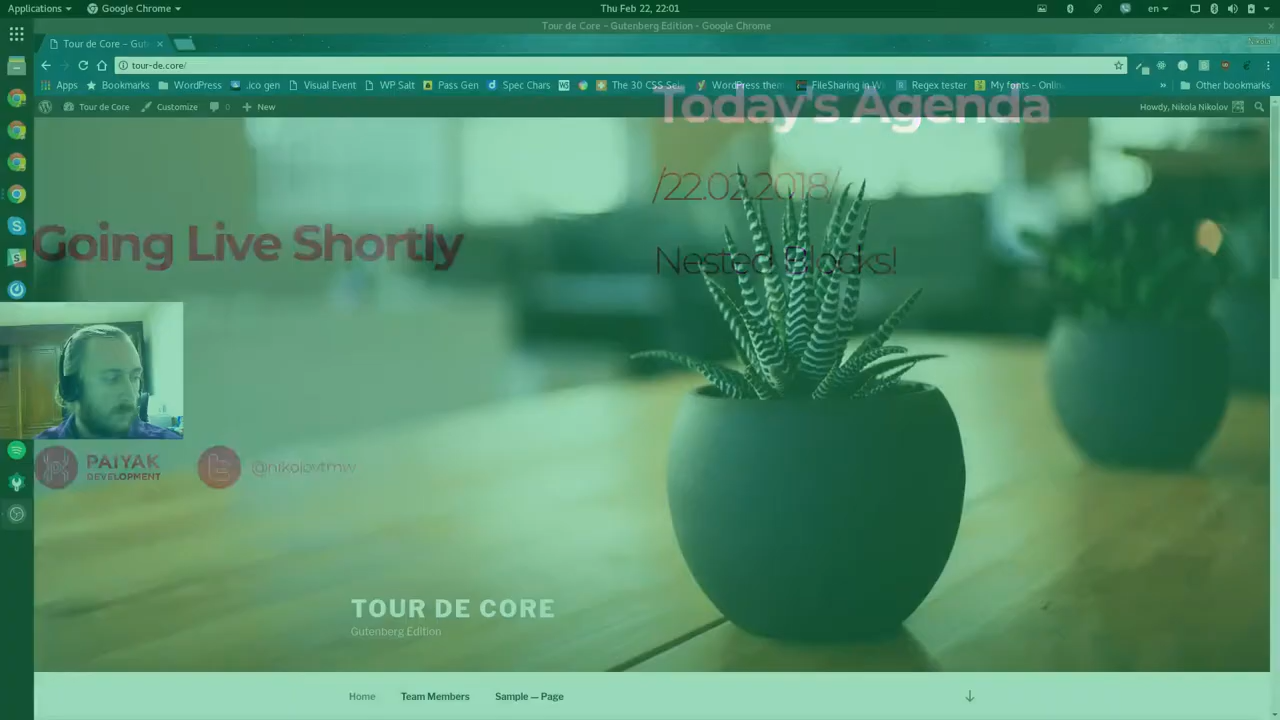 Applications
Google Chrome
Thu Feb 22, 22:01
en
Tour de Core – Gutenberg Edition - Google Chrome
Tour de Core – Gut
Nikola
tour-de.core/
Apps
Bookmarks
WordPress
.ico gen
Visual Event
WP Salt
Pass Gen
Spec Chars
The 30 CSS Sel
WordPress them
FileSharing in W
Regex tester
My fonts - Onlin
»
Other bookmarks
Tour de Core
Customize
0
New
Howdy, Nikola Nikolov
Today's Agenda
/22.02.2018/
Going Live Shortly
Nested Blocks!
PAIYAK
DEVELOPMENT
@nikolovtmw
TOUR DE CORE
Gutenberg Edition
Home
Team Members
Sample — Page